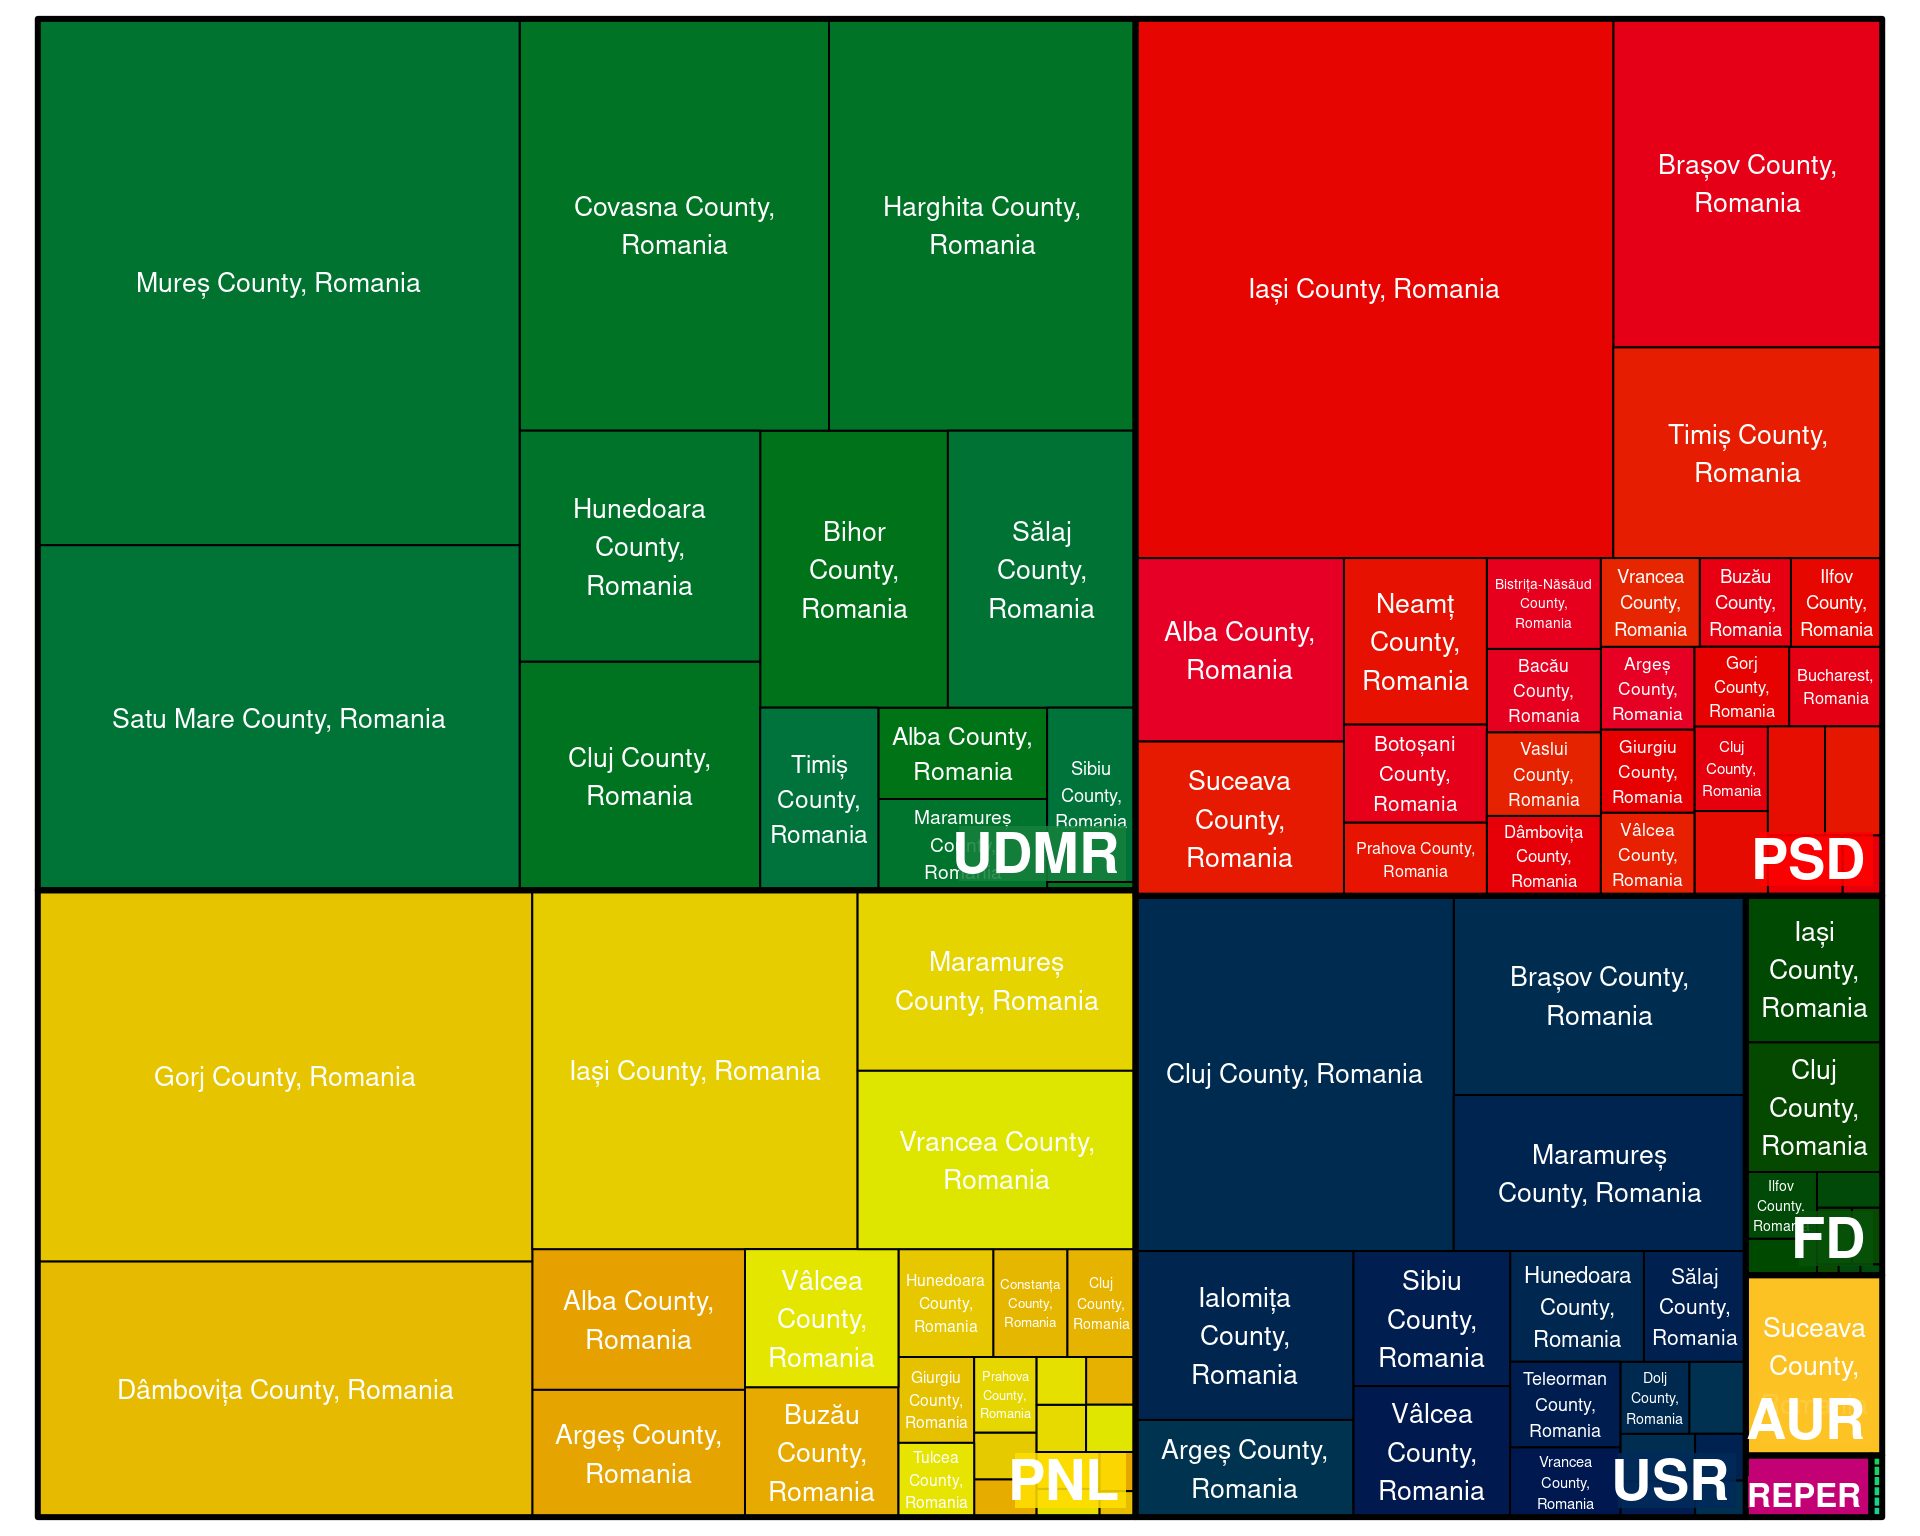 Mureș County, Romania
Satu Mare County, Romania
Covasna County,
Romania
Harghita County,
Romania
Hunedoara
County,
Romania
Cluj County,
Romania
Bihor
County,
Romania
Sălaj
County,
Romania
Timiș
County,
Romania
Alba County,
Romania
Maramureș
County,
Romania
Sibiu
County,
Romania
UDMR
Iași County, Romania
Brașov County,
Romania
Timiș County,
Romania
Alba County,
Romania
Suceava
County,
Romania
Neamț
County,
Romania
Botoșani
County,
Romania
Prahova County,
Romania
Bistrița-Năsăud
County,
Romania
Bacău
County,
Romania
Vaslui
County,
Romania
Dâmbovița
County,
Romania
Vrancea
County,
Romania
Buzău
County,
Romania
Ilfov
County,
Romania
Argeș
County,
Romania
Giurgiu
County,
Romania
Vâlcea
County,
Romania
Gorj
County,
Romania
Bucharest,
Romania
Cluj
County,
Romania
PSD
Gorj County, Romania
Dâmbovița County, Romania
Iași County, Romania
Maramureș
County, Romania
Vrancea County,
Romania
Alba County,
Romania
Argeș County,
Romania
Vâlcea
County,
Romania
Buzău
County,
Romania
Hunedoara
County,
Romania
Constanța
County,
Romania
Cluj
County,
Romania
Giurgiu
County,
Romania
Tulcea
County,
Romania
Prahova
County,
Romania
PNL
Cluj County, Romania
Brașov County,
Romania
Maramureș
County, Romania
Ialomița
County,
Romania
Argeș County,
Romania
Sibiu
County,
Romania
Vâlcea
County,
Romania
Hunedoara
County,
Romania
Sălaj
County,
Romania
Teleorman
County,
Romania
Vrancea
County,
Romania
Dolj
County,
Romania
USR
Iași
County,
Romania
Cluj
County,
Romania
Ilfov
County,
Romania
FD
Suceava
County,
Romania
AUR
REPER